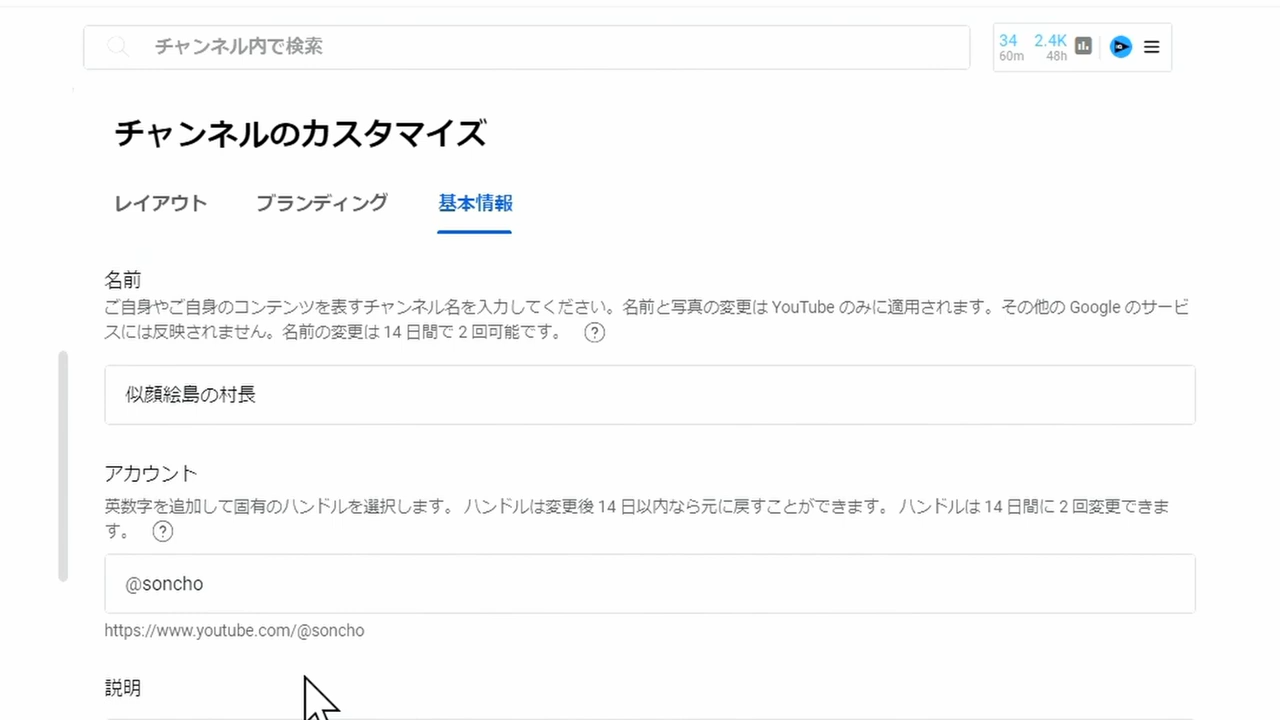 チャンネル内で検索
34 2.4K
60m 48h
チャンネルのカスタマイズ
レイアウト ブランディング 基本情報
名前
ご自身やご自身のコンテンツを表すチャンネル名を入力してください。名前と写真の変更は YouTube のみに適用されます。その他の Google のサービ
スには反映されません。名前の変更は 14 日間で 2 回可能です。 ?
似顔絵島の村長
アカウント
英数字を追加して固有のハンドルを選択します。 ハンドルは変更後 14 日以内なら元に戻すことができます。 ハンドルは 14 日間に 2 回変更できま
す。 ?
@soncho
https://www.youtube.com/@soncho
説明